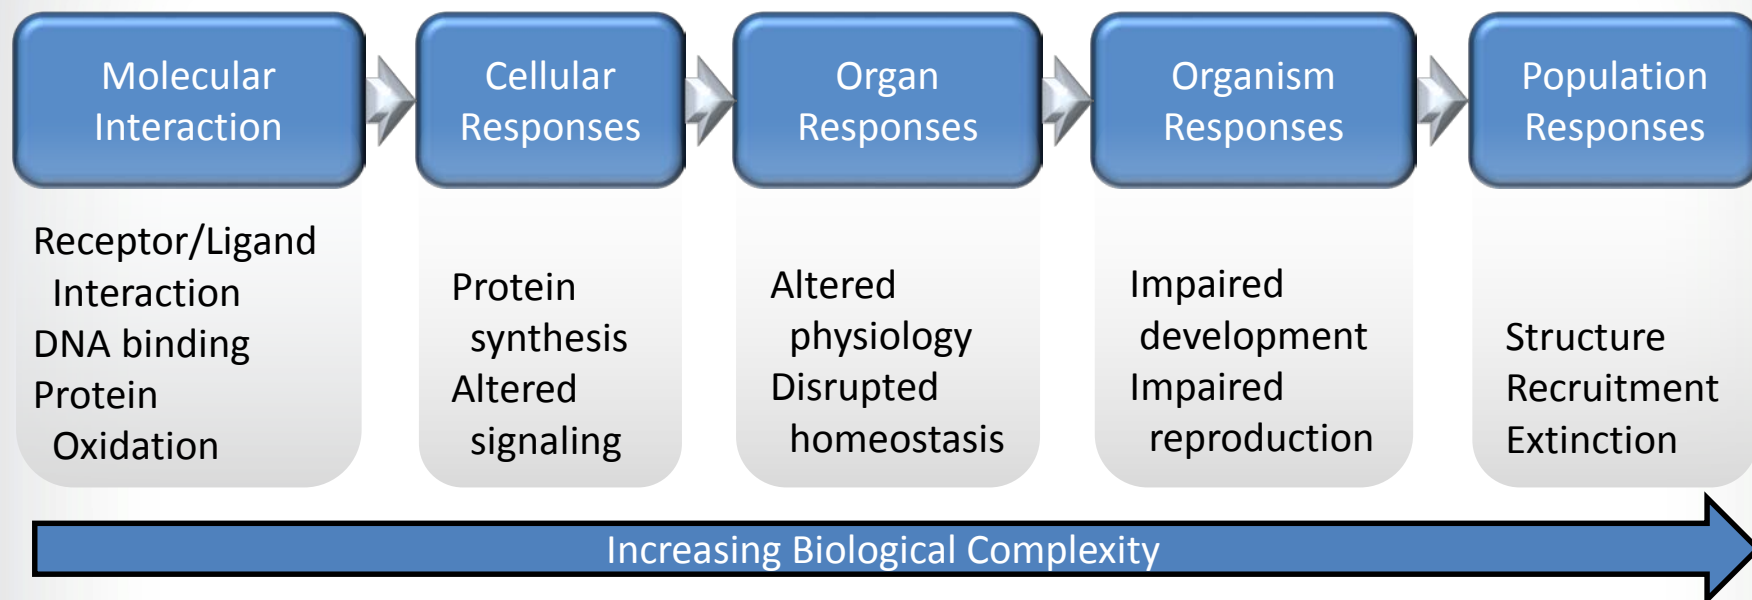 Molecular
Interaction
Cellular
Responses
Organ
Responses
Organism
Responses
Population
Responses
Receptor/Ligand
Interaction
DNA binding
Protein
Oxidation
Protein
synthesis
Altered
signaling
Altered
physiology
Disrupted
homeostasis
Impaired
development
Impaired
reproduction
Structure
Recruitment
Extinction
Increasing Biological Complexity